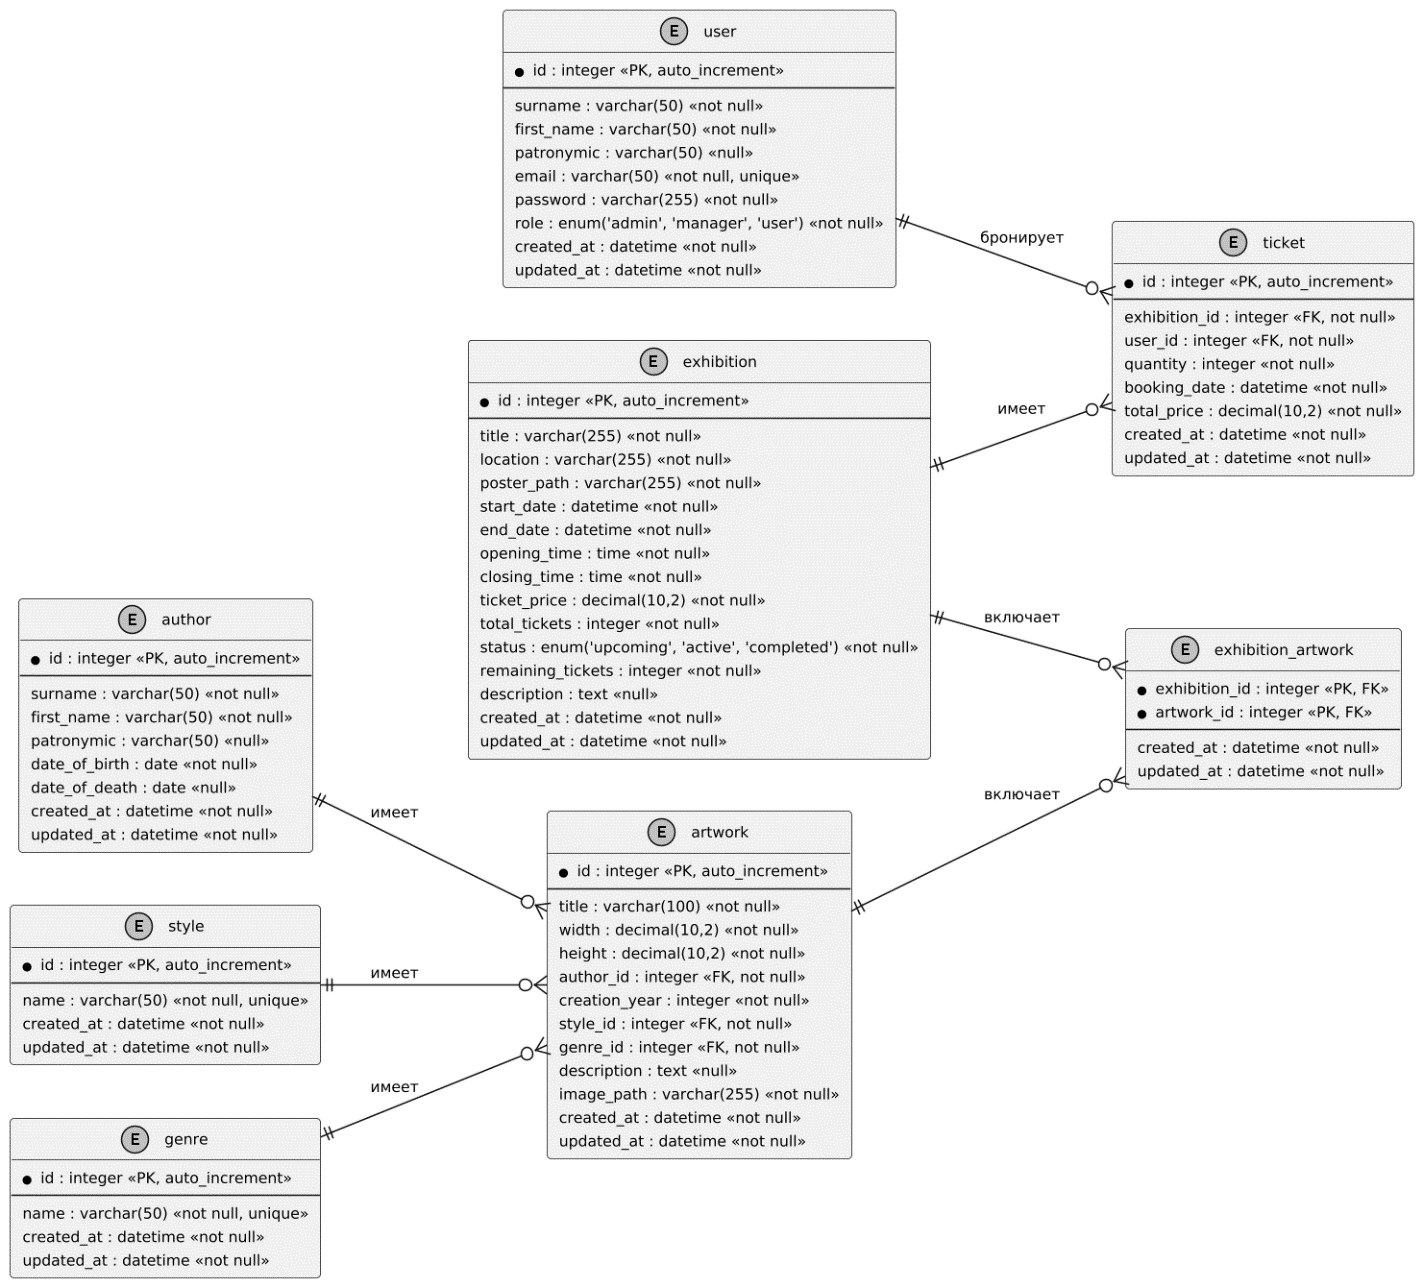 E user
id : integer «PK, auto_increment»
surname : varchar(50) «not null»
first_name : varchar(50) «not null»
patronymic : varchar(50) «null»
email : varchar(50) «not null, unique»
password : varchar(255) «not null»
role : enum('admin', 'manager', 'user') «not null»
created_at : datetime «not null»
updated_at : datetime «not null»
бронирует
E ticket
id : integer «PK, auto_increment»
exhibition_id : integer «FK, not null»
user_id : integer «FK, not null»
quantity : integer «not null»
booking_date : datetime «not null»
total_price : decimal(10,2) «not null»
created_at : datetime «not null»
updated_at : datetime «not null»
E exhibition
id : integer «PK, auto_increment»
title : varchar(255) «not null»
location : varchar(255) «not null»
poster_path : varchar(255) «not null»
start_date : datetime «not null»
end_date : datetime «not null»
opening_time : time «not null»
closing_time : time «not null»
ticket_price : decimal(10,2) «not null»
total_tickets : integer «not null»
status : enum('upcoming', 'active', 'completed') «not null»
remaining_tickets : integer «not null»
description : text «null»
created_at : datetime «not null»
updated_at : datetime «not null»
имеет
включает
E exhibition_artwork
exhibition_id : integer «PK, FK»
artwork_id : integer «PK, FK»
created_at : datetime «not null»
updated_at : datetime «not null»
включает
E author
id : integer «PK, auto_increment»
surname : varchar(50) «not null»
first_name : varchar(50) «not null»
patronymic : varchar(50) «null»
date_of_birth : date «not null»
date_of_death : date «null»
created_at : datetime «not null»
updated_at : datetime «not null»
имеет
E artwork
id : integer «PK, auto_increment»
title : varchar(100) «not null»
width : decimal(10,2) «not null»
height : decimal(10,2) «not null»
author_id : integer «FK, not null»
creation_year : integer «not null»
style_id : integer «FK, not null»
genre_id : integer «FK, not null»
description : text «null»
image_path : varchar(255) «not null»
created_at : datetime «not null»
updated_at : datetime «not null»
E style
id : integer «PK, auto_increment»
name : varchar(50) «not null, unique»
created_at : datetime «not null»
updated_at : datetime «not null»
имеет
E genre
id : integer «PK, auto_increment»
name : varchar(50) «not null, unique»
created_at : datetime «not null»
updated_at : datetime «not null»
имеет